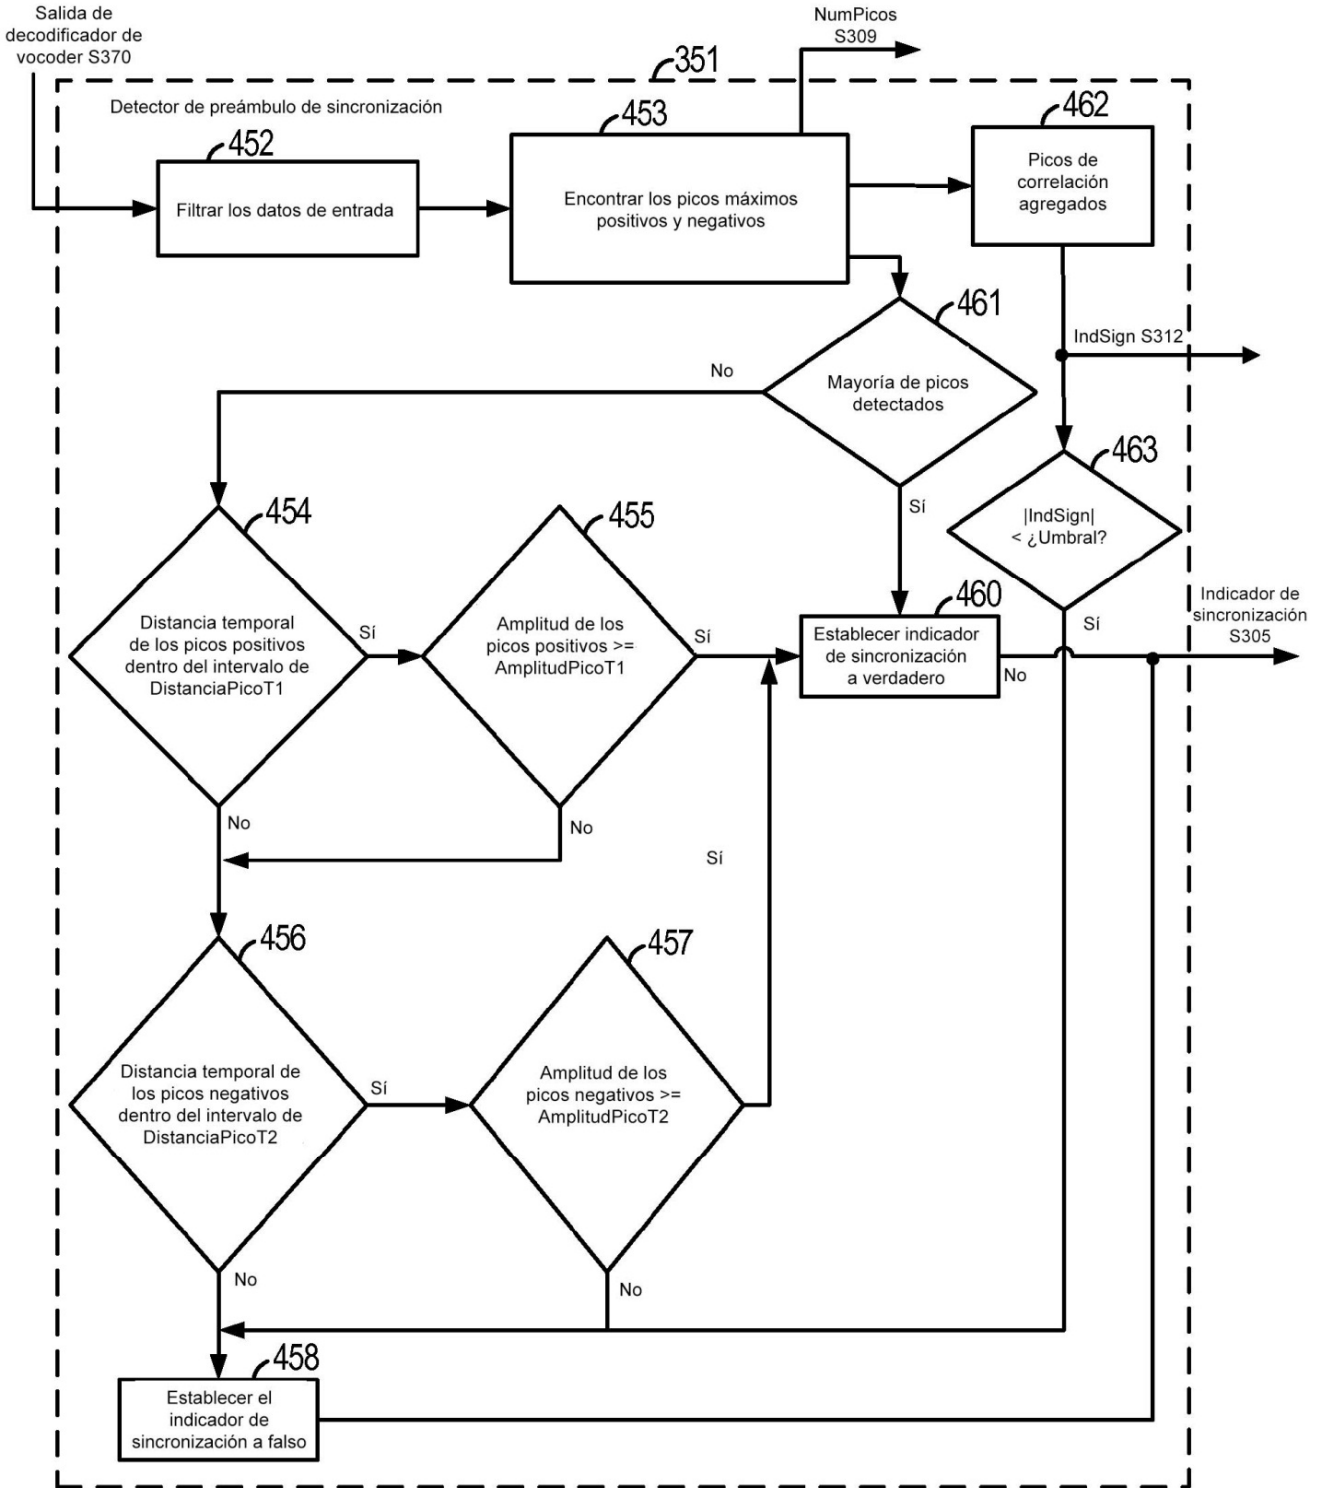 Salida de
decodificador de
vocoder S370
NumPicos
S309
351
Detector de preámbulo de sincronización
452
Filtrar los datos de entrada
453
Encontrar los picos máximos
positivos y negativos
462
Picos de
correlación
agregados
461
Mayoría de picos
detectados
No
Sí
IndSign S312
463
|IndSign|
< ¿Umbral?
Sí
454
Distancia temporal
de los picos positivos
dentro del intervalo de
DistanciaPicoT1
Sí
No
455
Amplitud de los
picos positivos >=
AmplitudPicoT1
Sí
No
460
Establecer indicador
de sincronización
a verdadero
No
Indicador de
sincronización
S305
456
Distancia temporal de
los picos negativos
dentro del intervalo de
DistanciaPicoT2
Sí
No
457
Amplitud de los
picos negativos >=
AmplitudPicoT2
Sí
No
458
Establecer el
indicador de
sincronización a falso